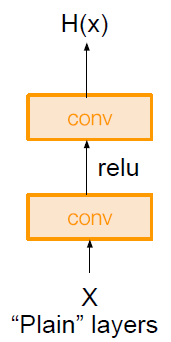 H(x)
conv
relu
conv
X
“Plain” layers